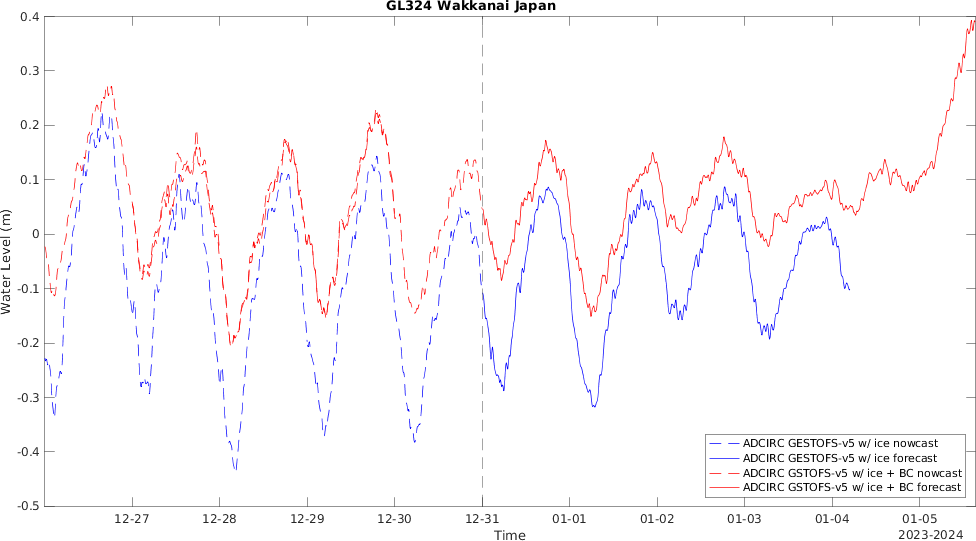 GL324 Wakkanai Japan
0.4
0.3
0.2
0.1
0
-0.1
-0.2
-0.3
-0.4
-0.5
Water Level (m)
ADCIRC GESTOFS-v5 w/ ice nowcast
ADCIRC GESTOFS-v5 w/ ice forecast
ADCIRC GSTOFS-v5 w/ ice + BC nowcast
ADCIRC GSTOFS-v5 w/ ice + BC forecast
12-27 12-28 12-29 12-30 12-31 01-01 01-02 01-03 01-04 01-05
Time
2023-2024